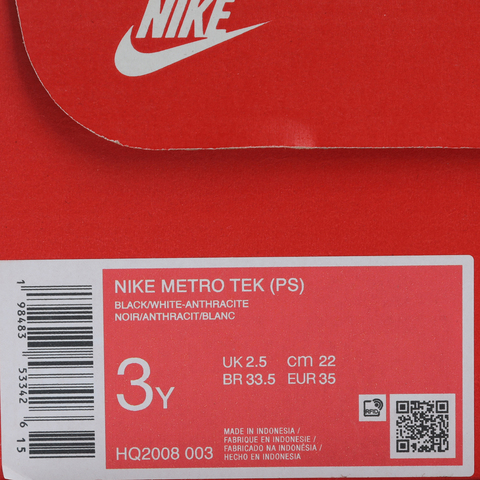 NIKE
NIKE METRO TEK (PS)
BLACK/WHITE-ANTHRACITE
NOIR/ANTHRACIT/BLANC
3Y
UK 2.5 cm 22
BR 33.5 EUR 35
RFID
HQ2008 003
MADE IN INDONESIA /
FABRIQUE EN INDONESIE /
FABRICADO NA INDONÉSIA /
HECHO EN INDONESIA
1 98483 53342 6 15